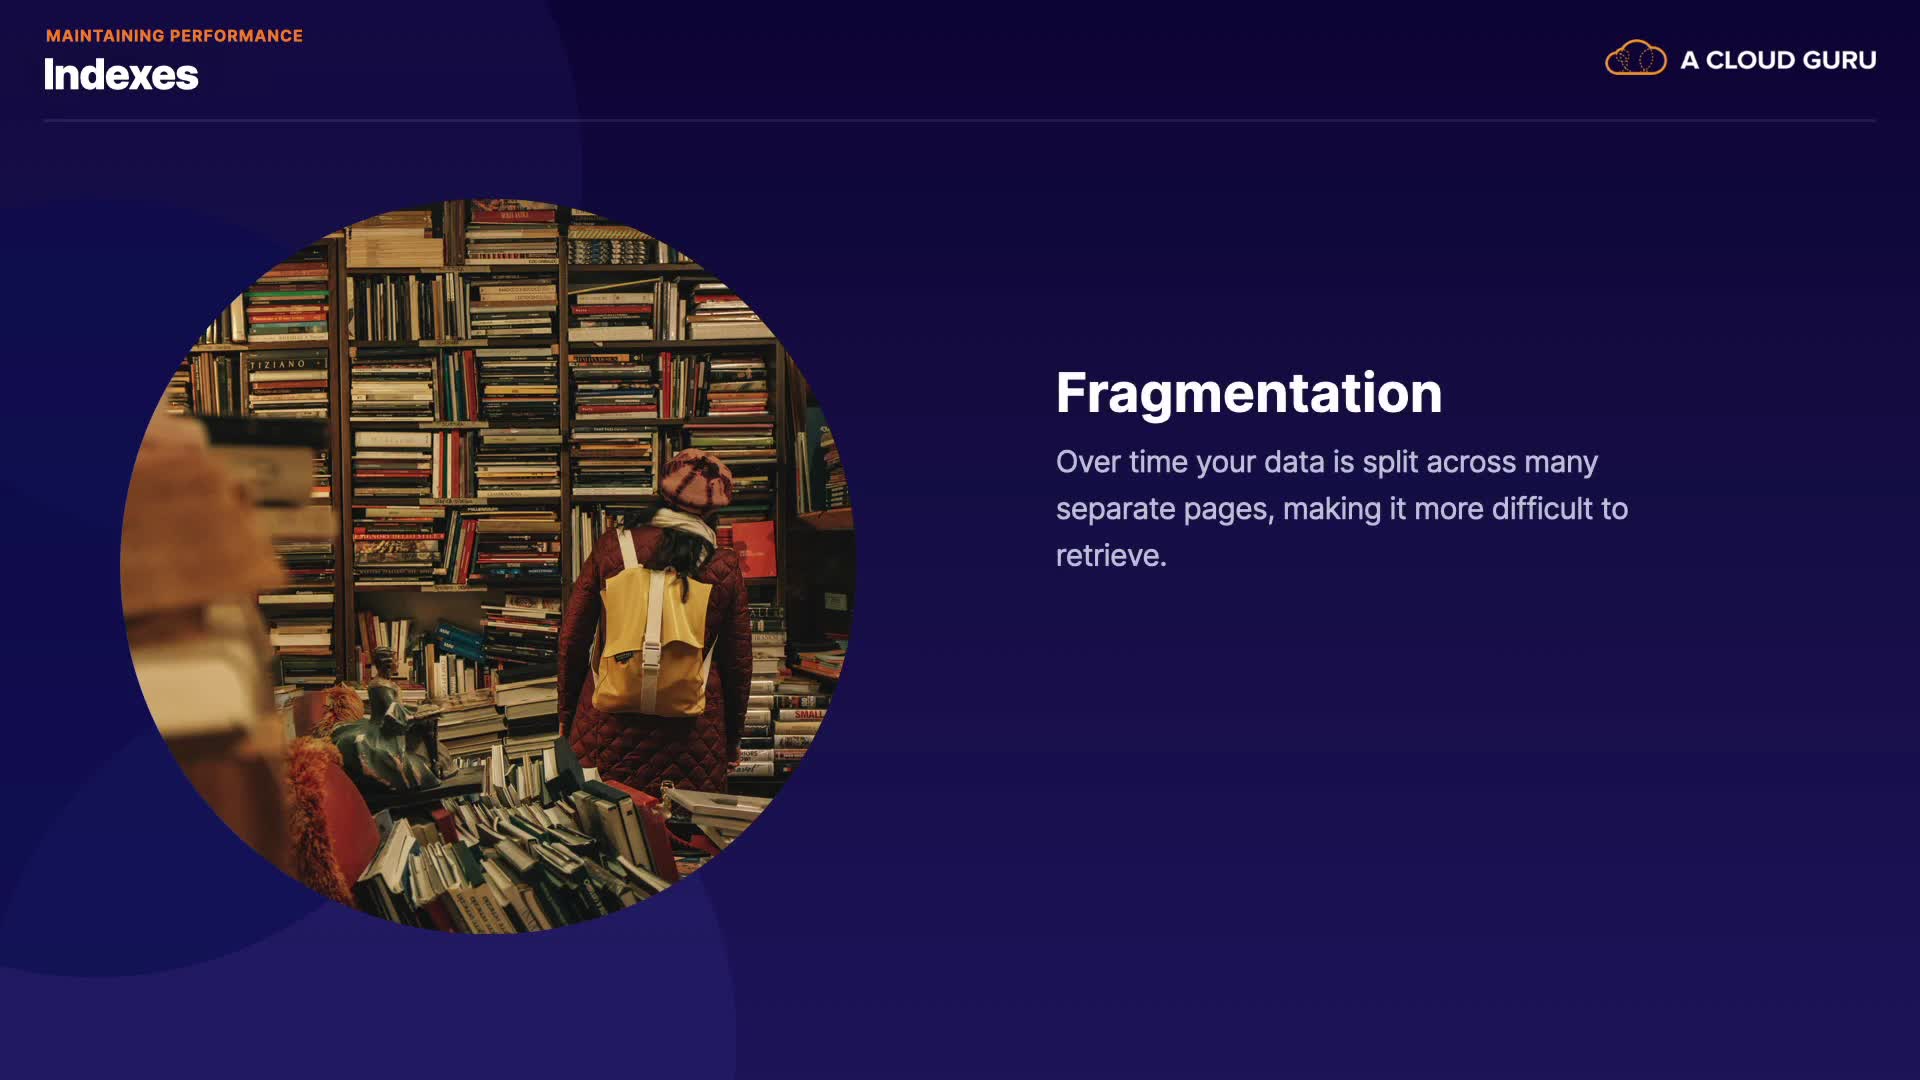 MAINTAINING PERFORMANCE
Indexes
A CLOUD GURU
TIZIANO
Fragmentation
Over time your data is split across many
separate pages, making it more difficult to
retrieve.
SMALL